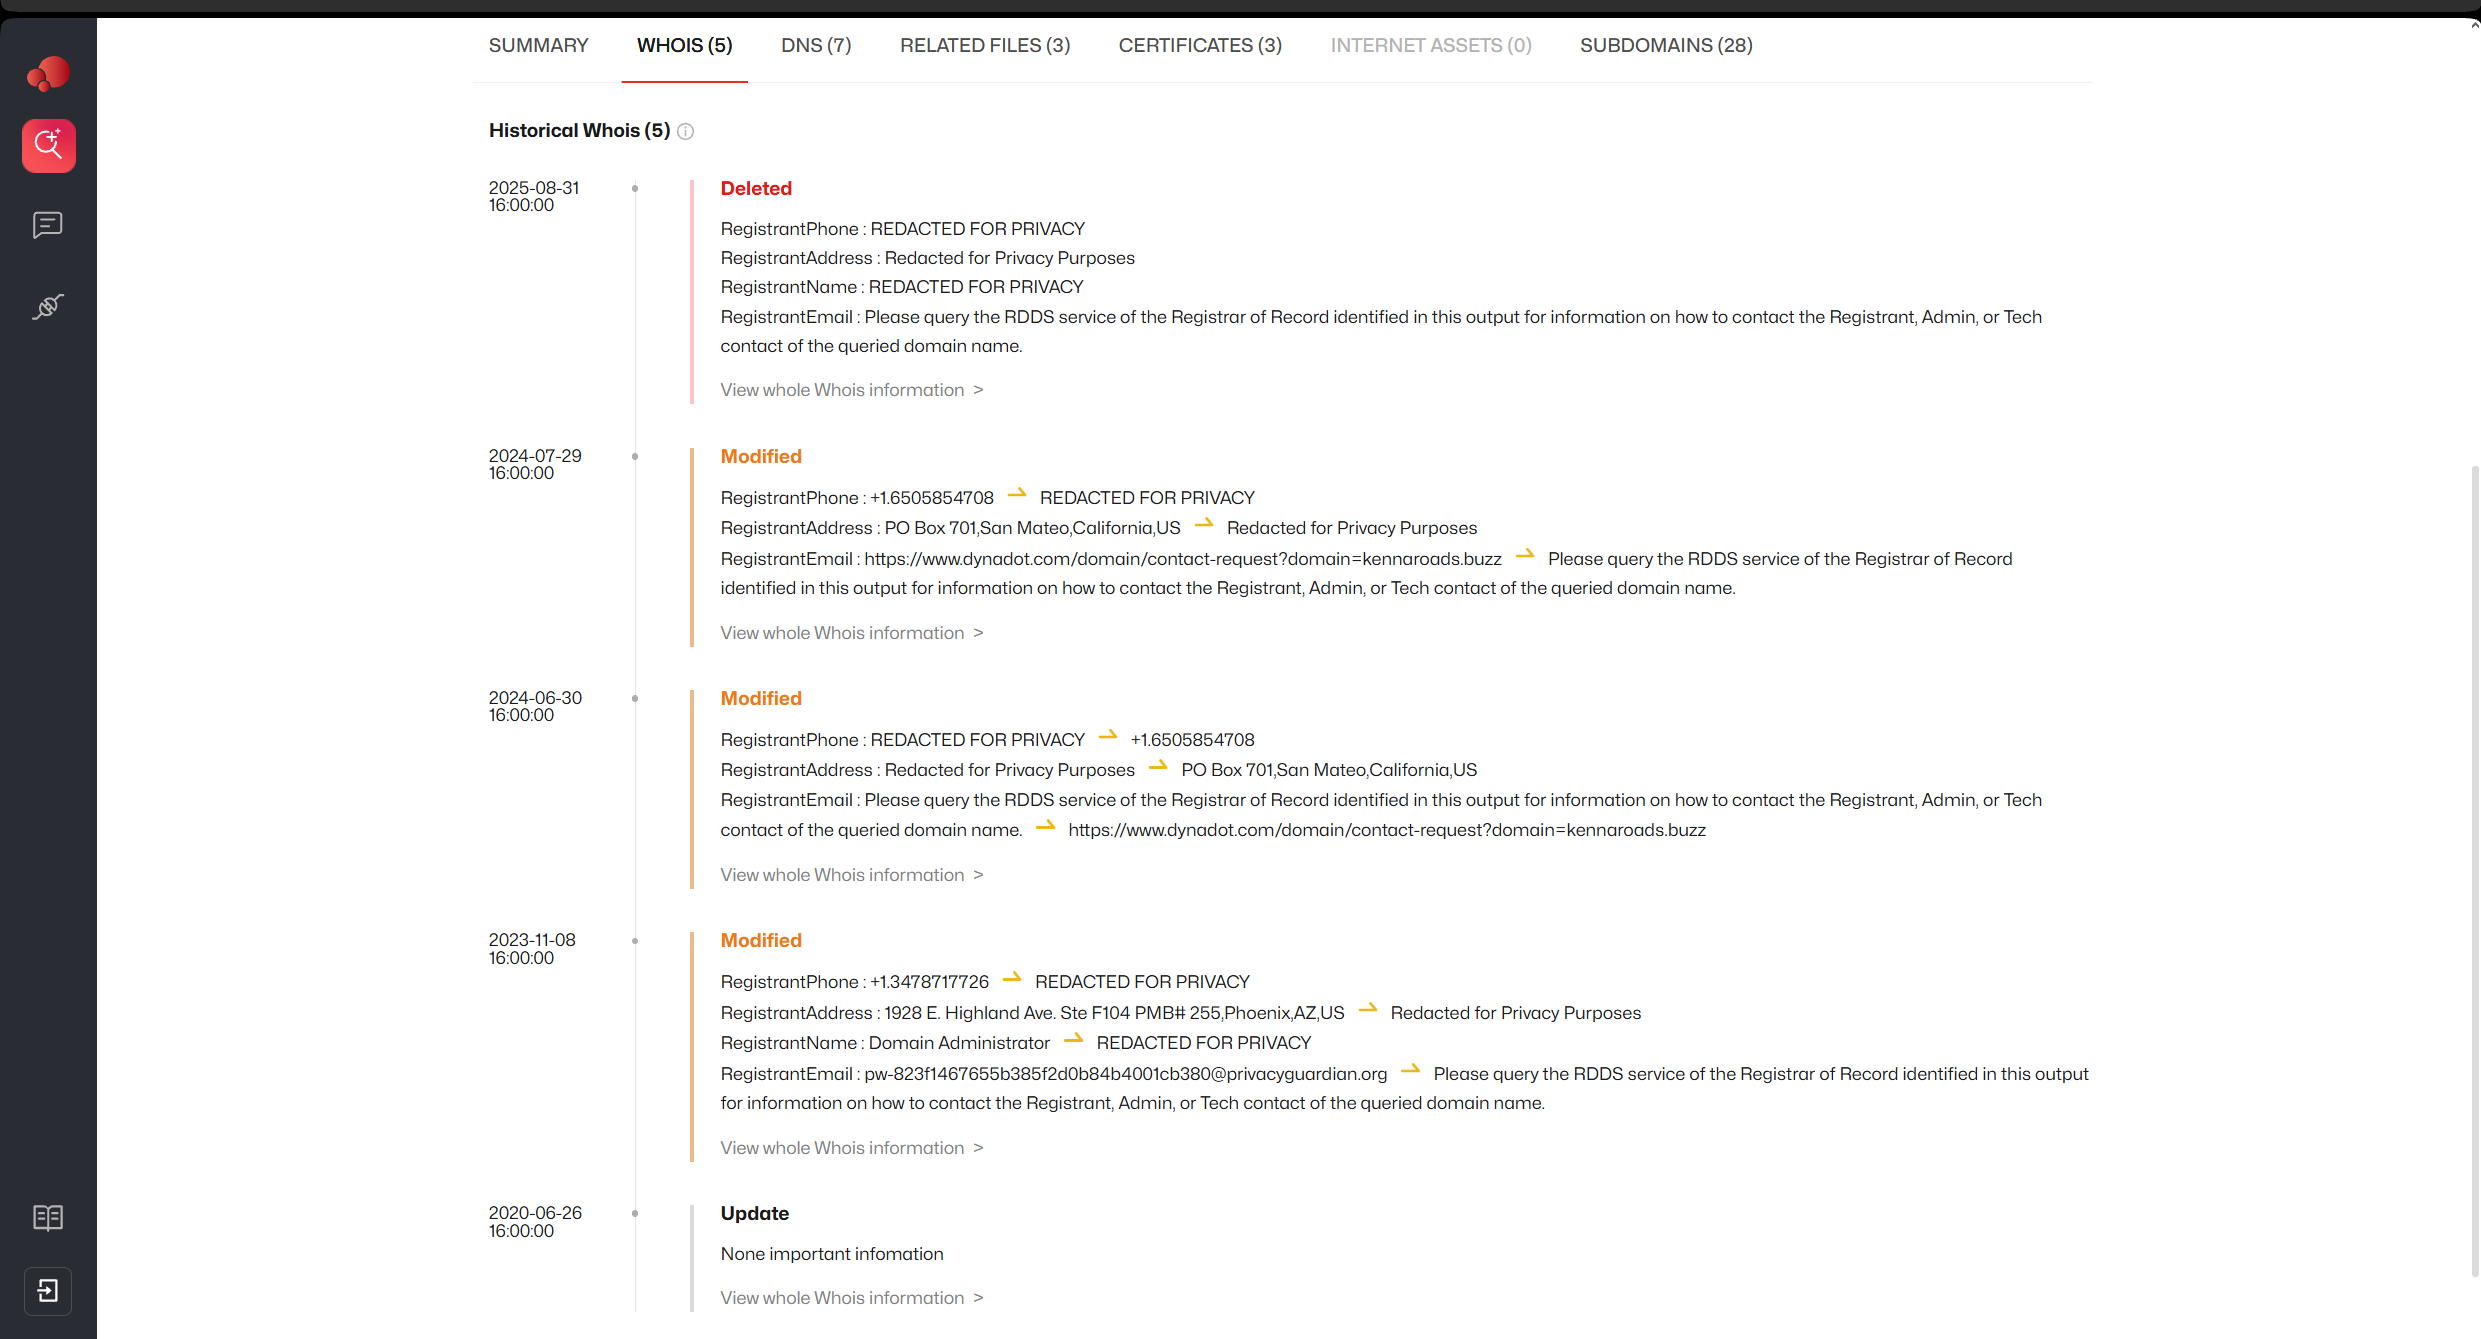 SUMMARY WHOIS (5) DNS (7) RELATED FILES (3) CERTIFICATES (3) INTERNET ASSETS (0) SUBDOMAINS (28)
Historical Whois (5)
2025-08-31
16:00:00
Deleted
RegistrantPhone : REDACTED FOR PRIVACY
RegistrantAddress : Redacted for Privacy Purposes
RegistrantName : REDACTED FOR PRIVACY
RegistrantEmail : Please query the RDDS service of the Registrar of Record identified in this output for information on how to contact the Registrant, Admin, or Tech
contact of the queried domain name.
View whole Whois information >
2024-07-29
16:00:00
Modified
RegistrantPhone : +1.6505854708 → REDACTED FOR PRIVACY
RegistrantAddress : PO Box 701,San Mateo,California,US → Redacted for Privacy Purposes
RegistrantEmail : https://www.dynadot.com/domain/contact-request?domain=kennaroads.buzz → Please query the RDDS service of the Registrar of Record
identified in this output for information on how to contact the Registrant, Admin, or Tech contact of the queried domain name.
View whole Whois information >
2024-06-30
16:00:00
Modified
RegistrantPhone : REDACTED FOR PRIVACY → +1.6505854708
RegistrantAddress : Redacted for Privacy Purposes → PO Box 701,San Mateo,California,US
RegistrantEmail : Please query the RDDS service of the Registrar of Record identified in this output for information on how to contact the Registrant, Admin, or Tech
contact of the queried domain name. → https://www.dynadot.com/domain/contact-request?domain=kennaroads.buzz
View whole Whois information >
2023-11-08
16:00:00
Modified
RegistrantPhone : +1.3478717726 → REDACTED FOR PRIVACY
RegistrantAddress : 1928 E. Highland Ave. Ste F104 PMB# 255,Phoenix,AZ,US → Redacted for Privacy Purposes
RegistrantName : Domain Administrator → REDACTED FOR PRIVACY
RegistrantEmail : pw-823f1467655b385f2d0b84b4001cb380@privacyguardian.org → Please query the RDDS service of the Registrar of Record identified in this output
for information on how to contact the Registrant, Admin, or Tech contact of the queried domain name.
View whole Whois information >
2020-06-26
16:00:00
Update
None important infomation
View whole Whois information >